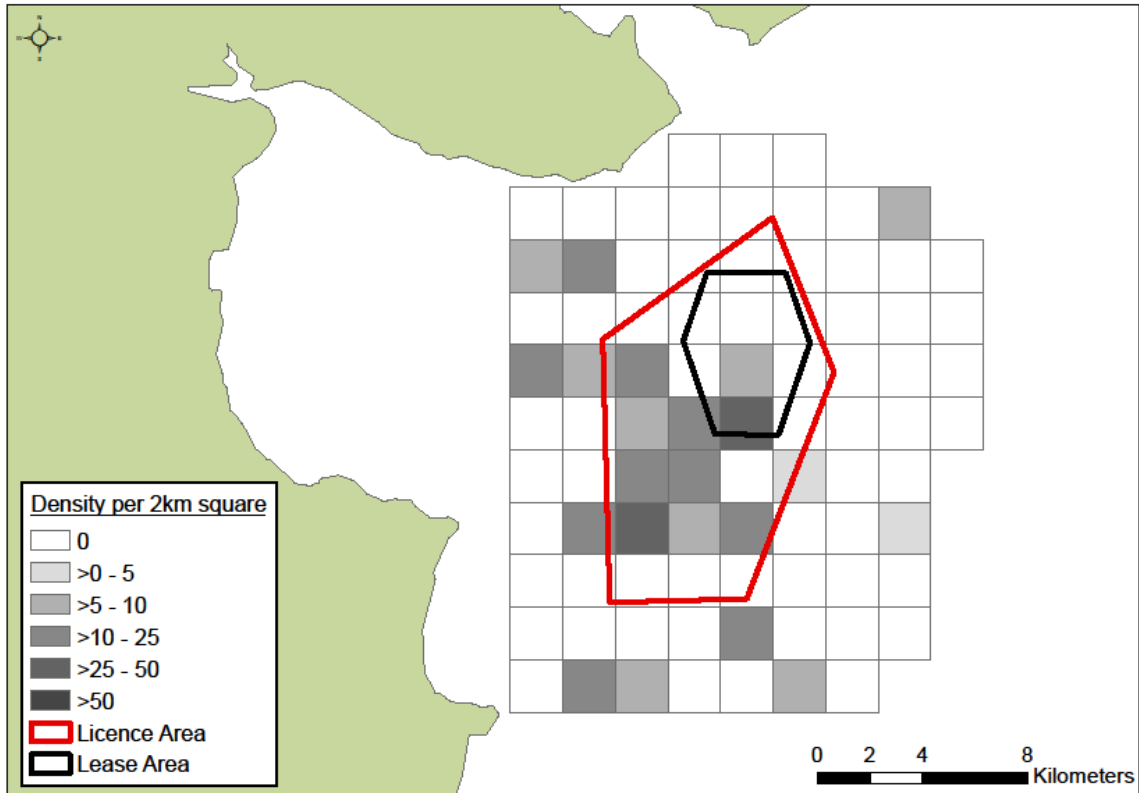 N
W
E
S
Density per 2km square
0
>0 - 5
>5 - 10
>10 - 25
>25 - 50
>50
Licence Area
Lease Area
0 2 4 8
Kilometers